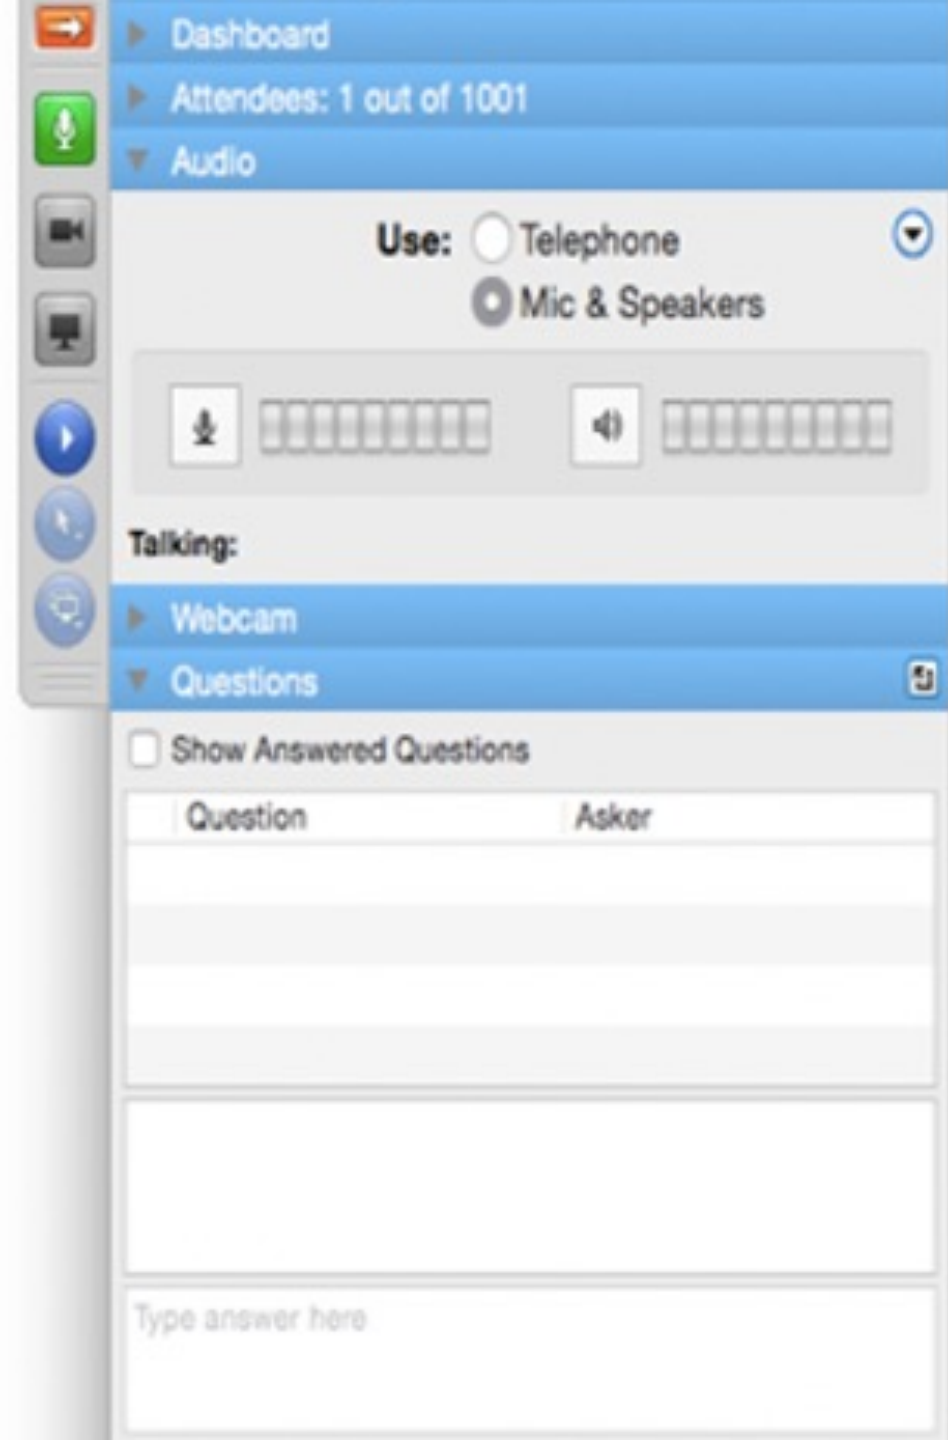 Dashboard
Attendees: 1 out of 1001
Audio
Use: Telephone
Mic & Speakers
Talking:
Webcam
Questions
Show Answered Questions
Question Asker
Type answer here